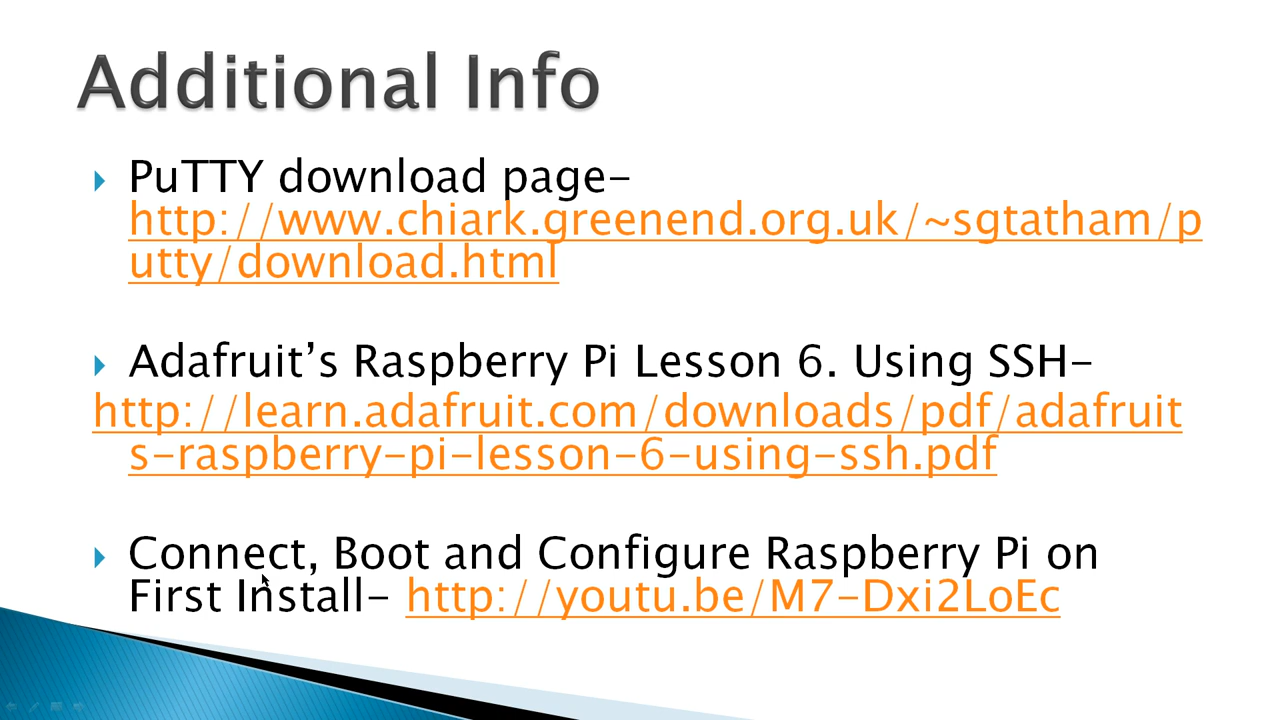 Additional Info
PuTTY download page-
http://www.chiark.greenend.org.uk/~sgtatham/p
utty/download.html
Adafruit’s Raspberry Pi Lesson 6. Using SSH-
http://learn.adafruit.com/downloads/pdf/adafruit
s-raspberry-pi-lesson-6-using-ssh.pdf
Connect, Boot and Configure Raspberry Pi on
First Install- http://youtu.be/M7-Dxi2LoEc